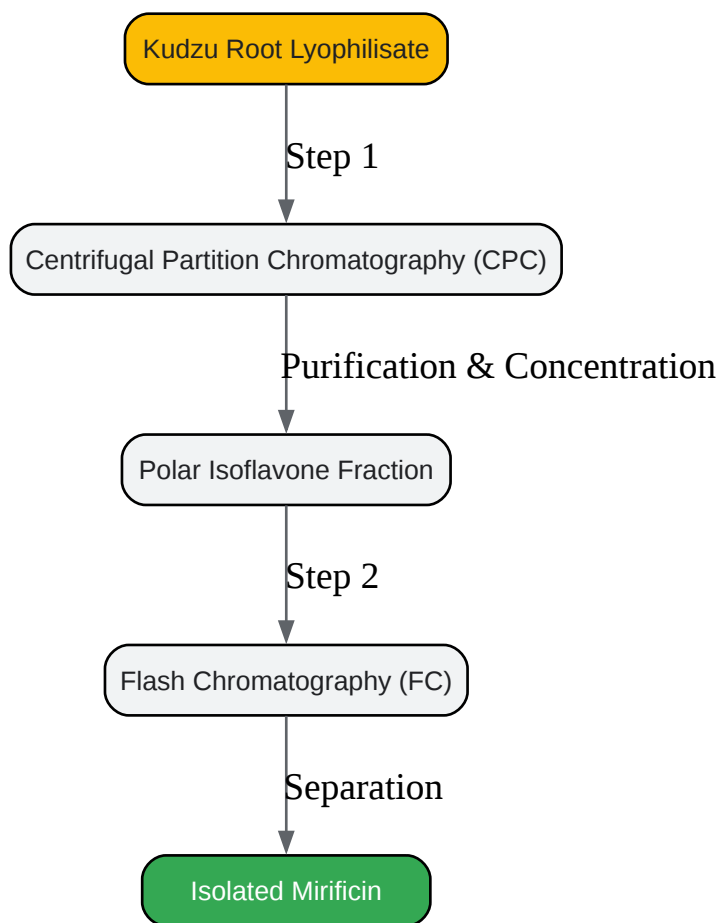 Kudzu Root Lyophilisate
Step 1
Centrifugal Partition Chromatography (CPC)
Purification & Concentration
Polar Isoflavone Fraction
Step 2
Flash Chromatography (FC)
Separation
Isolated Mirificin